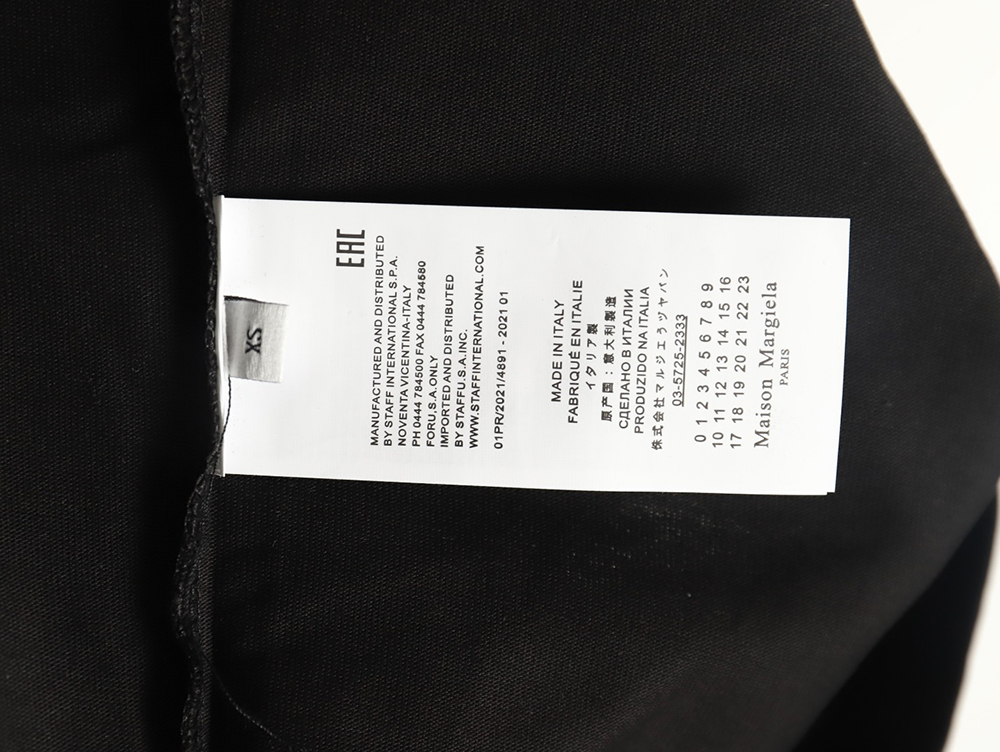 XS
EAC
MANUFACTURED AND DISTRIBUTED
BY STAFF INTERNATIONAL S.P.A.
NOVENTA VICENTINA-ITALY
PH 0444 784500 FAX 0444 784680
FORU,S.A.ONLY
IMPORTED AND DISTRIBUTED
BY STAFFU.S.A.INC.
WWW.STAFFINTERNATIONAL.COM
01PR/2021/4891 - 2021 01
MADE IN ITALY
FABRIQUÉ EN ITALIE
イタリア製
原产国：意大利製造
СДЕЛАНО В ИТАЛИИ
PRODUZIDO NA ITALIA
株式会社マルジエラジャパン
03-5725-2333
0 1 2 3 4 5 6 7 8 9
10 11 12 13 14 15 16
17 18 19 20 21 22 23
Maison Margiela
PARIS